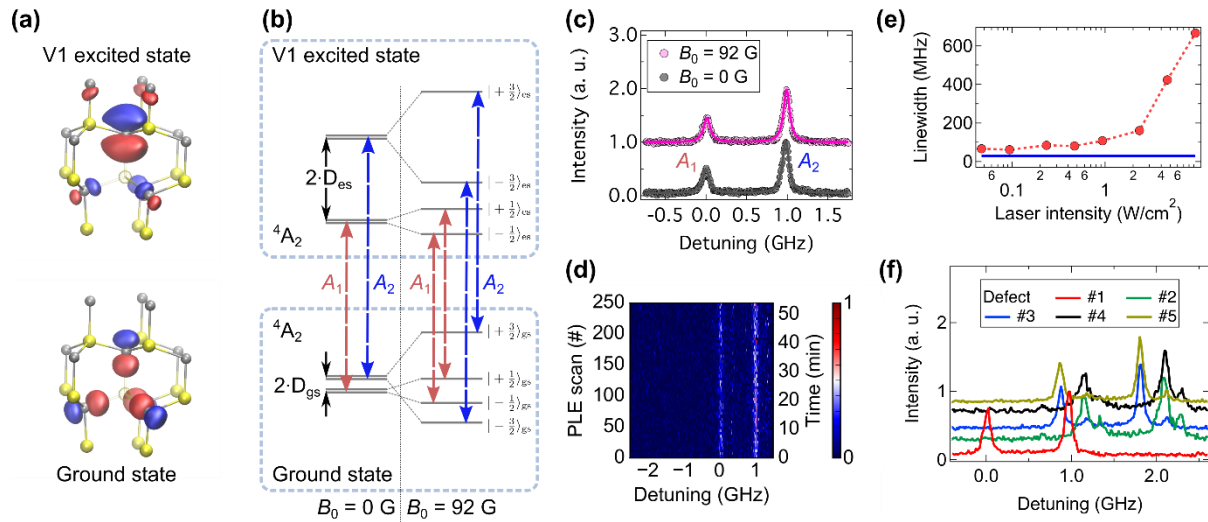 (a)
V1 excited state
Ground state
(b)
V1 excited state
|+3/2⟩es
2·Des
|−3/2⟩es
|+1/2⟩es
|−1/2⟩es
⁴A₂
A₁
A₂
A₁
A₂
⁴A₂
|+3/2⟩gs
2·Dgs
|+1/2⟩gs
|−1/2⟩gs
|−3/2⟩gs
Ground state
B₀ = 0 G
B₀ = 92 G
(c)
3.0
2.0
1.0
0.0
Intensity (a. u.)
B₀ = 92 G
B₀ = 0 G
A₁
A₂
-0.5 0.0 0.5 1.0 1.5
Detuning (GHz)
(d)
250
200
150
100
50
0
PLE scan (#)
50
40
30
20
10
0
Time (min)
1
0
-2 -1 0 1
Detuning (GHz)
(e)
600
400
200
0
Linewidth (MHz)
6 0.1 2 4 6 1 2 4 6
Laser intensity (W/cm²)
(f)
Intensity (a. u.)
Defect #1 #2
#3 #4 #5
0.0 1.0 2.0
Detuning (GHz)